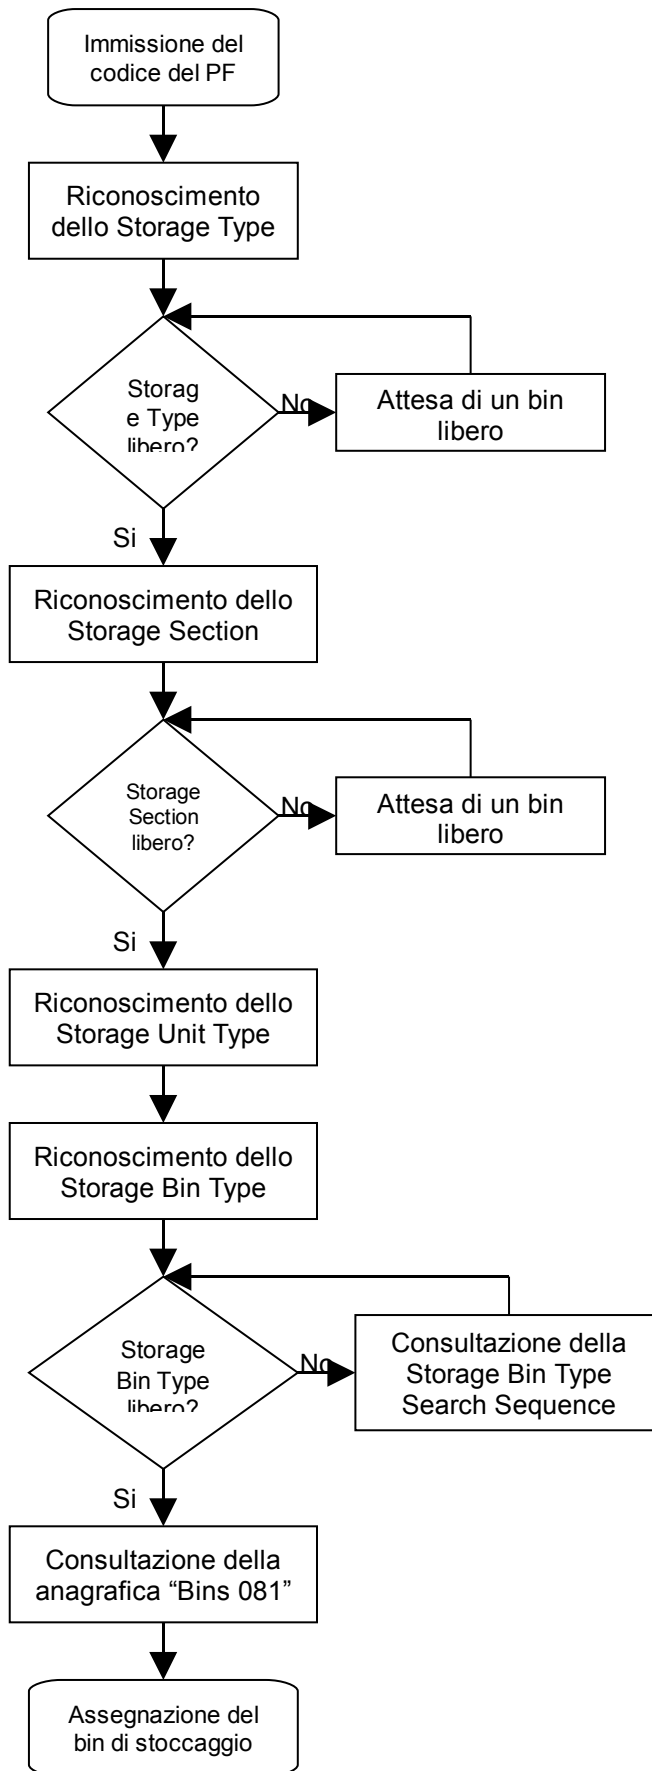 Immissione del
codice del PF
Riconoscimento
dello Storage Type
Storag
e Type
libero?
No
Attesa di un bin
libero
Si
Riconoscimento dello
Storage Section
Storage
Section
libero?
No
Attesa di un bin
libero
Si
Riconoscimento dello
Storage Unit Type
Riconoscimento dello
Storage Bin Type
Storage
Bin Type
libero?
No
Consultazione della
Storage Bin Type
Search Sequence
Si
Consultazione della
anagrafica “Bins 081”
Assegnazione del
bin di stoccaggio